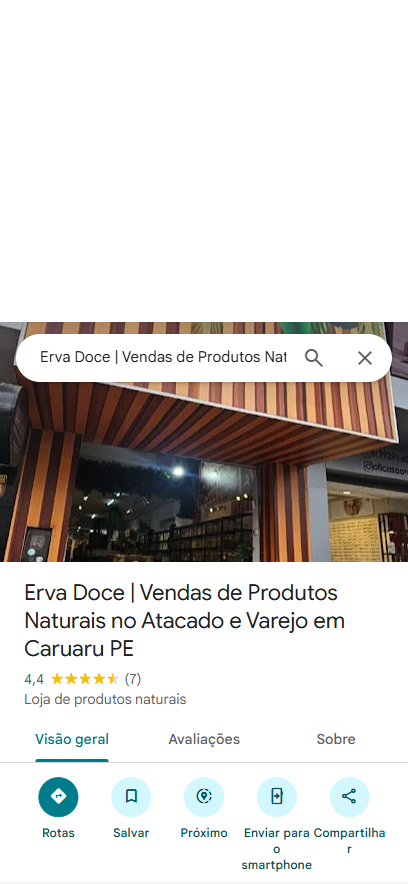 Erva Doce | Vendas de Produtos Nat
Erva Doce | Vendas de Produtos
Naturais no Atacado e Varejo em
Caruaru PE
4,4 (7)
Loja de produtos naturais
Visão geral Avaliações Sobre
Rotas Salvar Próximo Enviar para o smartphone Compartilhar